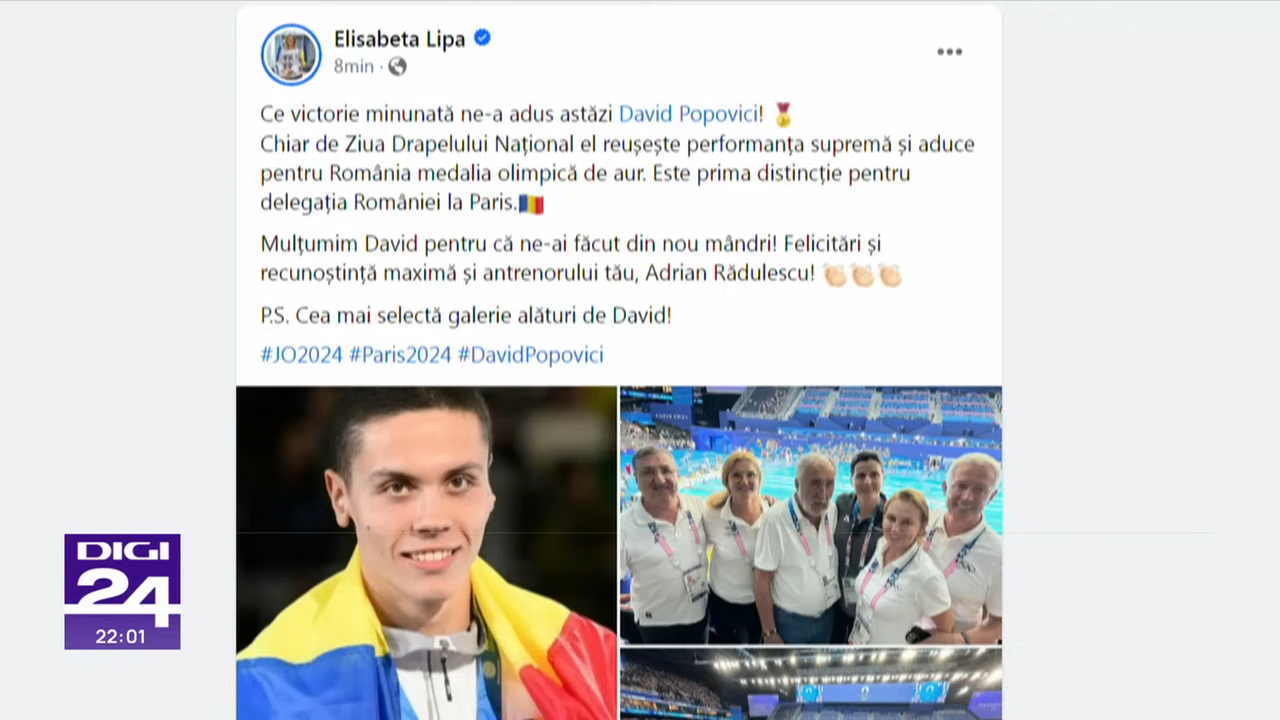 Elisabeta Lipa
8min
Ce victorie minunată ne-a adus astăzi David Popovici!
Chiar de Ziua Drapelului Național el reușește performanța supremă și aduce
pentru România medalia olimpică de aur. Este prima distincție pentru
delegația României la Paris.
Mulțumim David pentru că ne-ai făcut din nou mândri! Felicitări și
recunoștință maximă și antrenorului tău, Adrian Rădulescu!
P.S. Cea mai selectă galerie alături de David!
#JO2024 #Paris2024 #DavidPopovici
DIGI
24
22:01